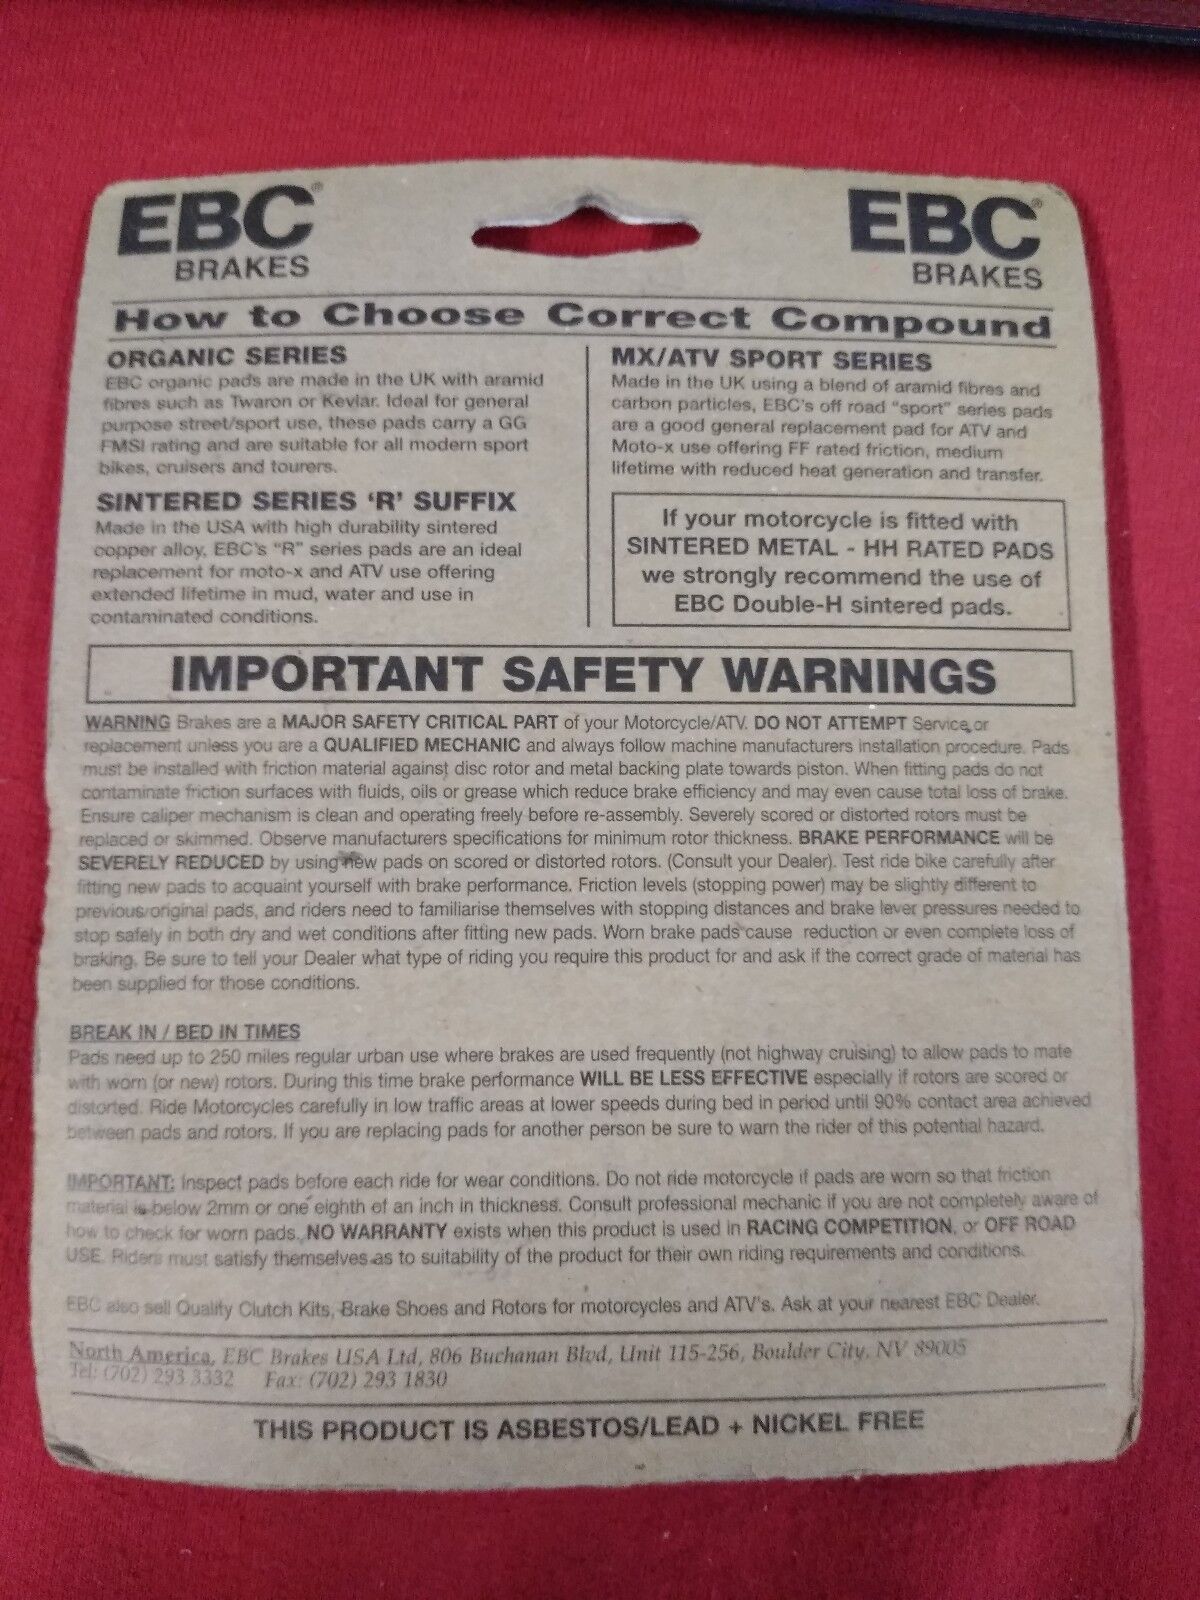 EBC® EBC®
BRAKES BRAKES
How to Choose Correct Compound
ORGANIC SERIES
EBC organic pads are made in the UK with aramid
fibres such as Twaron or Kevlar. Ideal for general
purpose street/sport use, these pads carry a GG
FMSI rating and are suitable for all modern sport
bikes, cruisers and tourers.
SINTERED SERIES ‘R’ SUFFIX
Made in the USA with high durability sintered
copper alloy, EBC's "R" series pads are an ideal
replacement for moto-x and ATV use offering
extended lifetime in mud, water and use in
contaminated conditions.
MX/ATV SPORT SERIES
Made in the UK using a blend of aramid fibres and
carbon particles, EBC's off road "sport" series pads
are a good general replacement pad for ATV and
Moto-x use offering FF rated friction, medium
lifetime with reduced heat generation and transfer.
If your motorcycle is fitted with
SINTERED METAL - HH RATED PADS
we strongly recommend the use of
EBC Double-H sintered pads.
IMPORTANT SAFETY WARNINGS
WARNING Brakes are a MAJOR SAFETY CRITICAL PART of your Motorcycle/ATV. DO NOT ATTEMPT Service or
replacement unless you are a QUALIFIED MECHANIC and always follow machine manufacturers installation procedure. Pads
must be installed with friction material against disc rotor and metal backing plate towards piston. When fitting pads do not
contaminate friction surfaces with fluids, oils or grease which reduce brake efficiency and may even cause total loss of brake.
Ensure caliper mechanism is clean and operating freely before re-assembly. Severely scored or distorted rotors must be
replaced or skimmed. Observe manufacturers specifications for minimum rotor thickness. BRAKE PERFORMANCE will be
SEVERELY REDUCED by using new pads on scored or distorted rotors. (Consult your Dealer). Test ride bike carefully after
fitting new pads to acquaint yourself with brake performance. Friction levels (stopping power) may be slightly different to
previous/original pads, and riders need to familiarise themselves with stopping distances and brake lever pressures needed to
stop safely in both dry and wet conditions after fitting new pads. Worn brake pads cause reduction or even complete loss of
braking. Be sure to tell your Dealer what type of riding you require this product for and ask if the correct grade of material has
been supplied for those conditions.
BREAK IN / BED IN TIMES
Pads need up to 250 miles regular urban use where brakes are used frequently (not highway cruising) to allow pads to mate
with worn (or new) rotors. During this time brake performance WILL BE LESS EFFECTIVE especially if rotors are scored or
distorted. Ride Motorcycles carefully in low traffic areas at lower speeds during bed in period until 90% contact area achieved
between pads and rotors. If you are replacing pads for another person be sure to warn the rider of this potential hazard.
IMPORTANT: Inspect pads before each ride for wear conditions. Do not ride motorcycle if pads are worn so that friction
material is below 2mm or one eighth of an inch in thickness. Consult professional mechanic if you are not completely aware of
how to check for worn pads. NO WARRANTY exists when this product is used in RACING COMPETITION, or OFF ROAD
USE. Riders must satisfy themselves as to suitability of the product for their own riding requirements and conditions.
EBC also sell Quality Clutch Kits, Brake Shoes and Rotors for motorcycles and ATV's. Ask at your nearest EBC Dealer.
North America, EBC Brakes USA Ltd, 806 Buchanan Blvd, Unit 115-256, Boulder City, NV 89005
Tel: (702) 293 3332 Fax: (702) 293 1830
THIS PRODUCT IS ASBESTOS/LEAD + NICKEL FREE